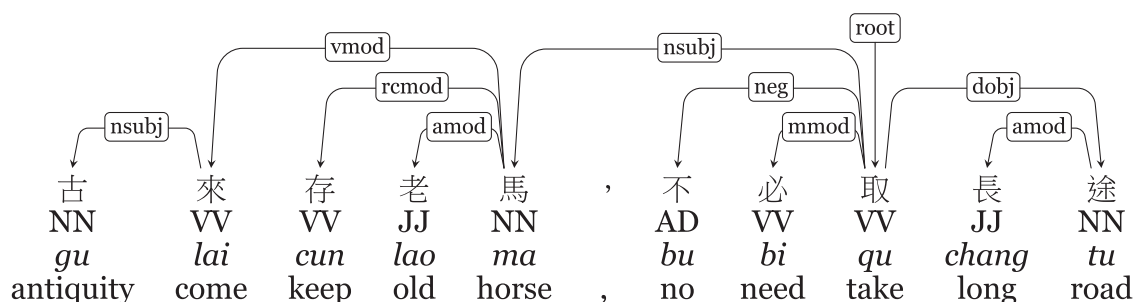 root
vmod nsubj
rcmod neg dobj
nsubj amod mmod amod
古 來 存 老 馬 , 不 必 取 長 途
NN VV VV JJ NN AD VV VV JJ NN
gu lai cun lao ma bu bi qu chang tu
antiquity come keep old horse , no need take long road